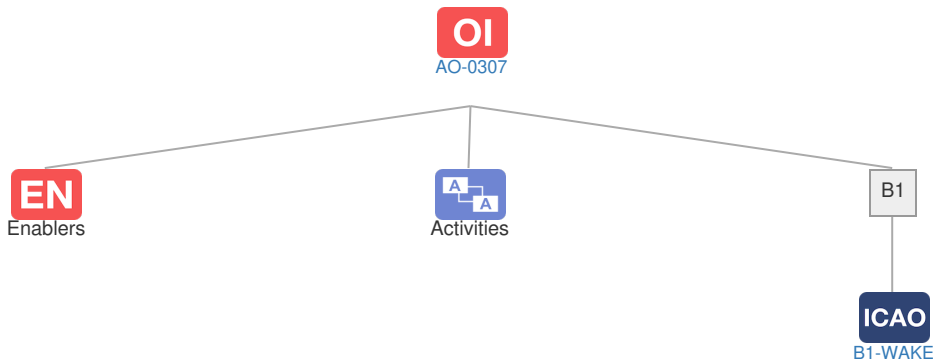 OI
AO-0307
EN
Enablers
A
A
Activities
B1
ICAO
B1-WAKE